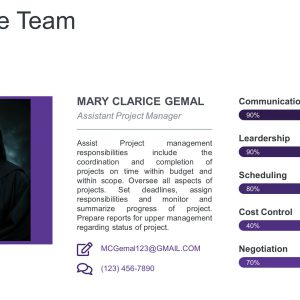 e Team
MARY CLARICE GEMAL
Assistant Project Manager
Assist Project management
responsibilities include the
coordination and completion of
projects on time within budget and
within scope. Oversee all aspects of
projects. Set deadlines, assign
responsibilities and monitor and
summarize progress of project.
Prepare reports for upper management
regarding status of project.
MCGemal123@GMAIL.COM
(123) 456-7890
Communication
90%
Leardership
90%
Scheduling
80%
Cost Control
40%
Negotiation
70%